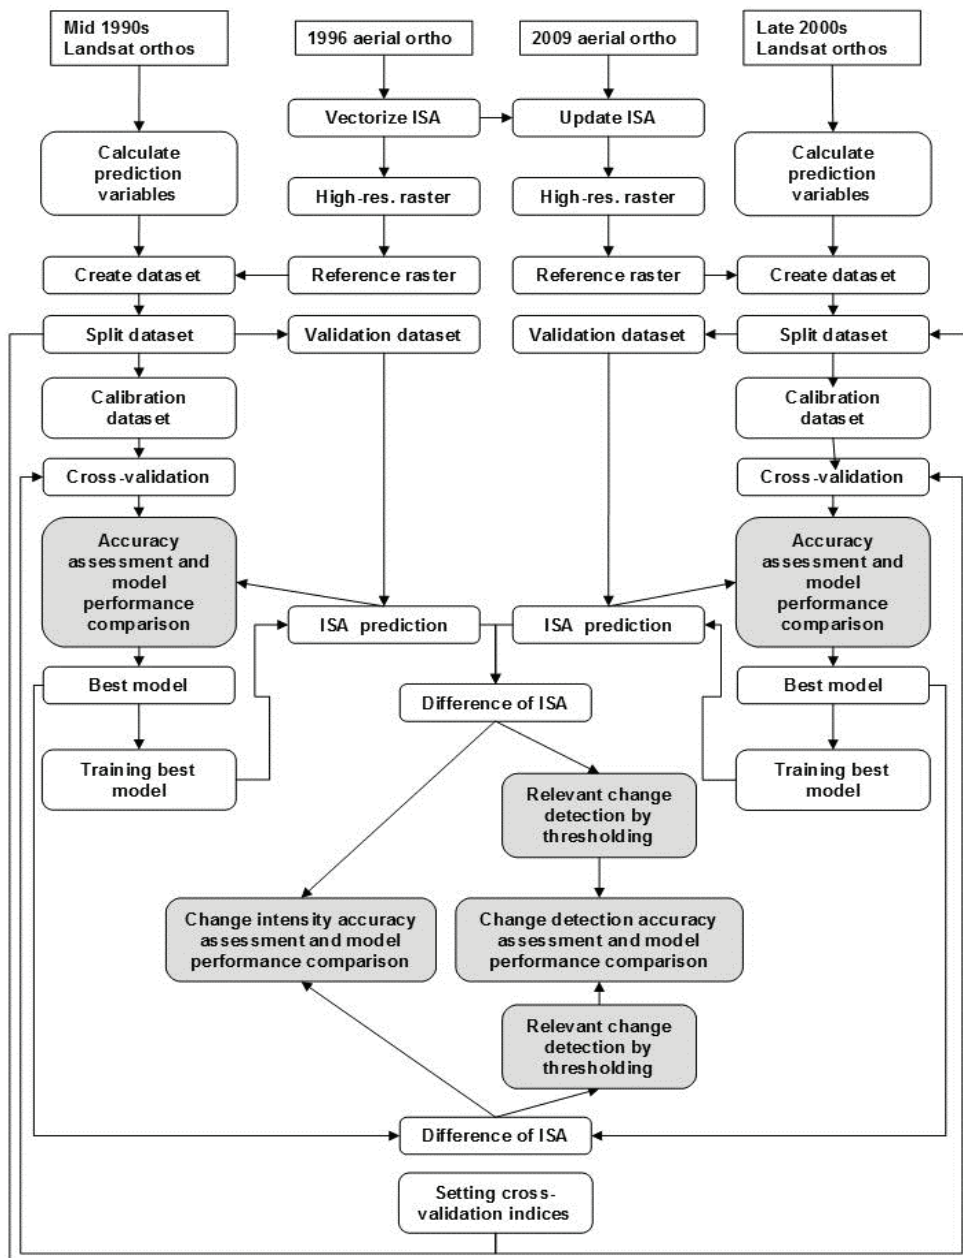 Mid 1990s
Landsat orthos
1996 aerial ortho
2009 aerial ortho
Late 2000s
Landsat orthos
Vectorize ISA
Update ISA
Calculate
prediction
variables
High-res. raster
High-res. raster
Calculate
prediction
variables
Create dataset
Reference raster
Reference raster
Create dataset
Split dataset
Validation dataset
Validation dataset
Split dataset
Calibration
dataset
Calibration
dataset
Cross-validation
Cross-validation
Accuracy
assessment and
model
performance
comparison
Accuracy
assessment and
model
performance
comparison
ISA prediction
ISA prediction
Best model
Best model
Difference of ISA
Training best
model
Training best
model
Relevant change
detection by
thresholding
Change intensity accuracy
assessment and model
performance comparison
Change detection accuracy
assessment and model
performance comparison
Relevant change
detection by
thresholding
Difference of ISA
Setting cross-
validation indices